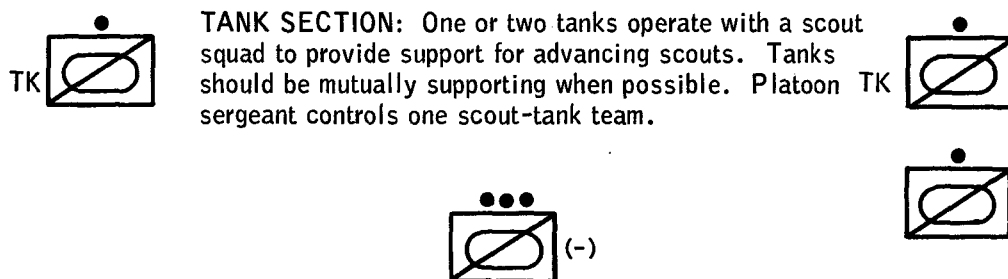 TANK SECTION: One or two tanks operate with a scout
squad to provide support for advancing scouts. Tanks
TK should be mutually supporting when possible. Platoon TK
sergeant controls one scout-tank team.
(-)